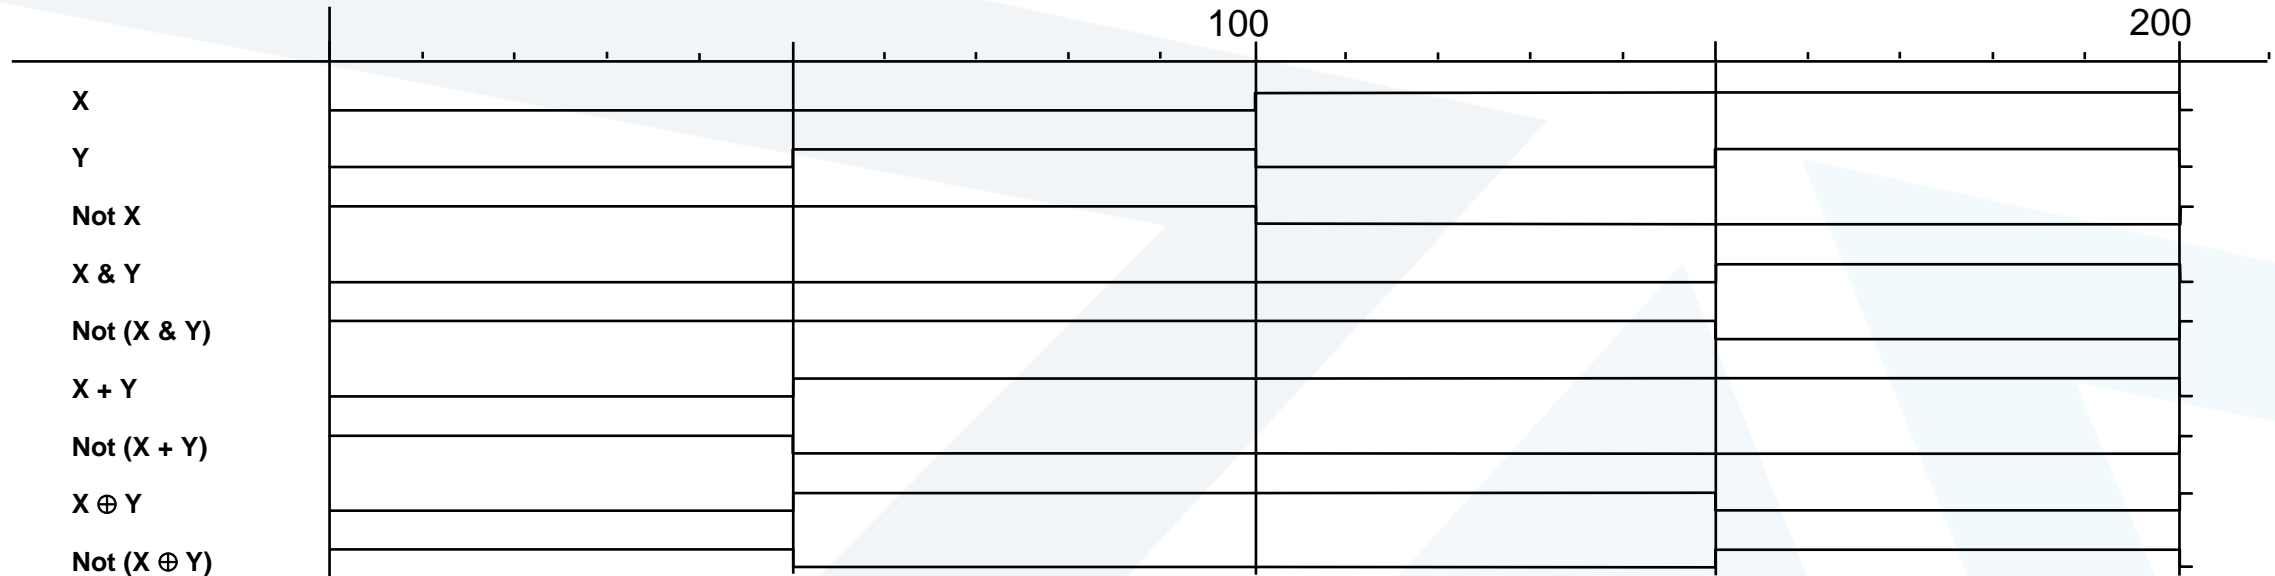 100 200
X
Y
Not X
X & Y
Not (X & Y)
X + Y
Not (X + Y)
X ⊕ Y
Not (X ⊕ Y)